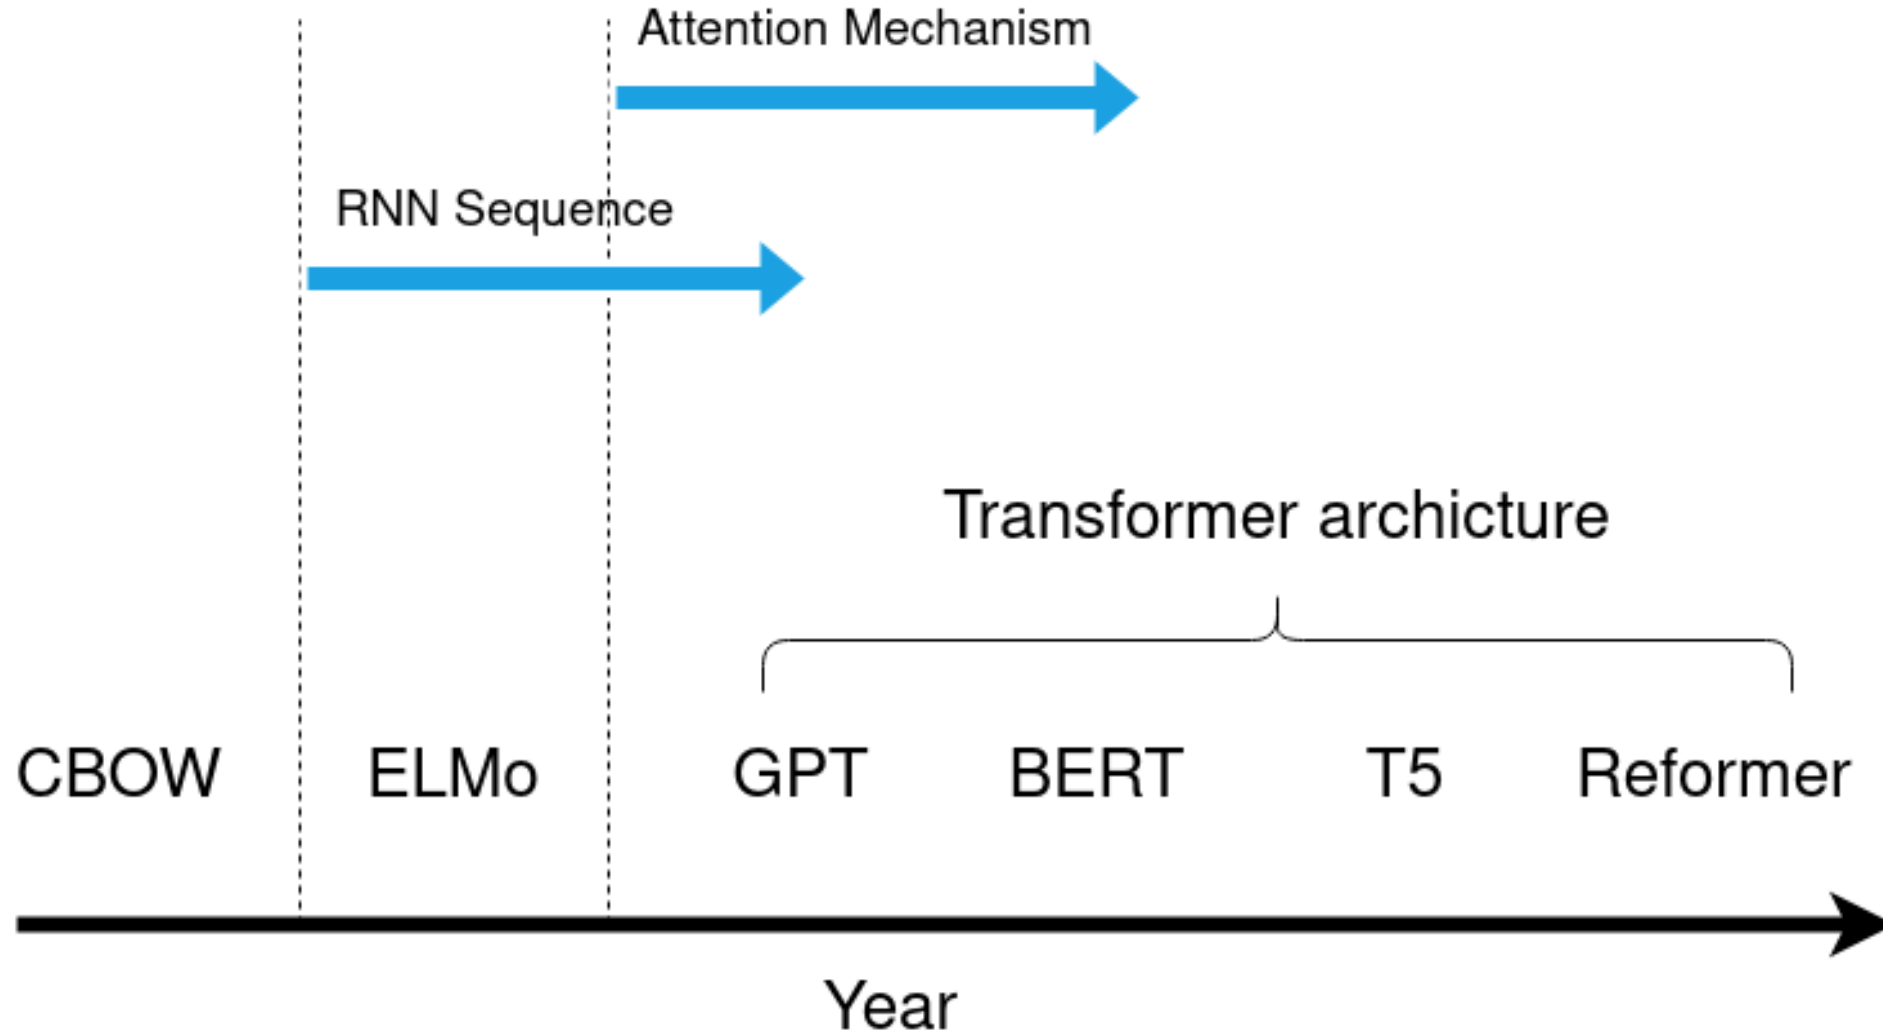 Attention Mechanism
RNN Sequence
Transformer archicture
CBOW ELMo GPT BERT T5 Reformer
Year